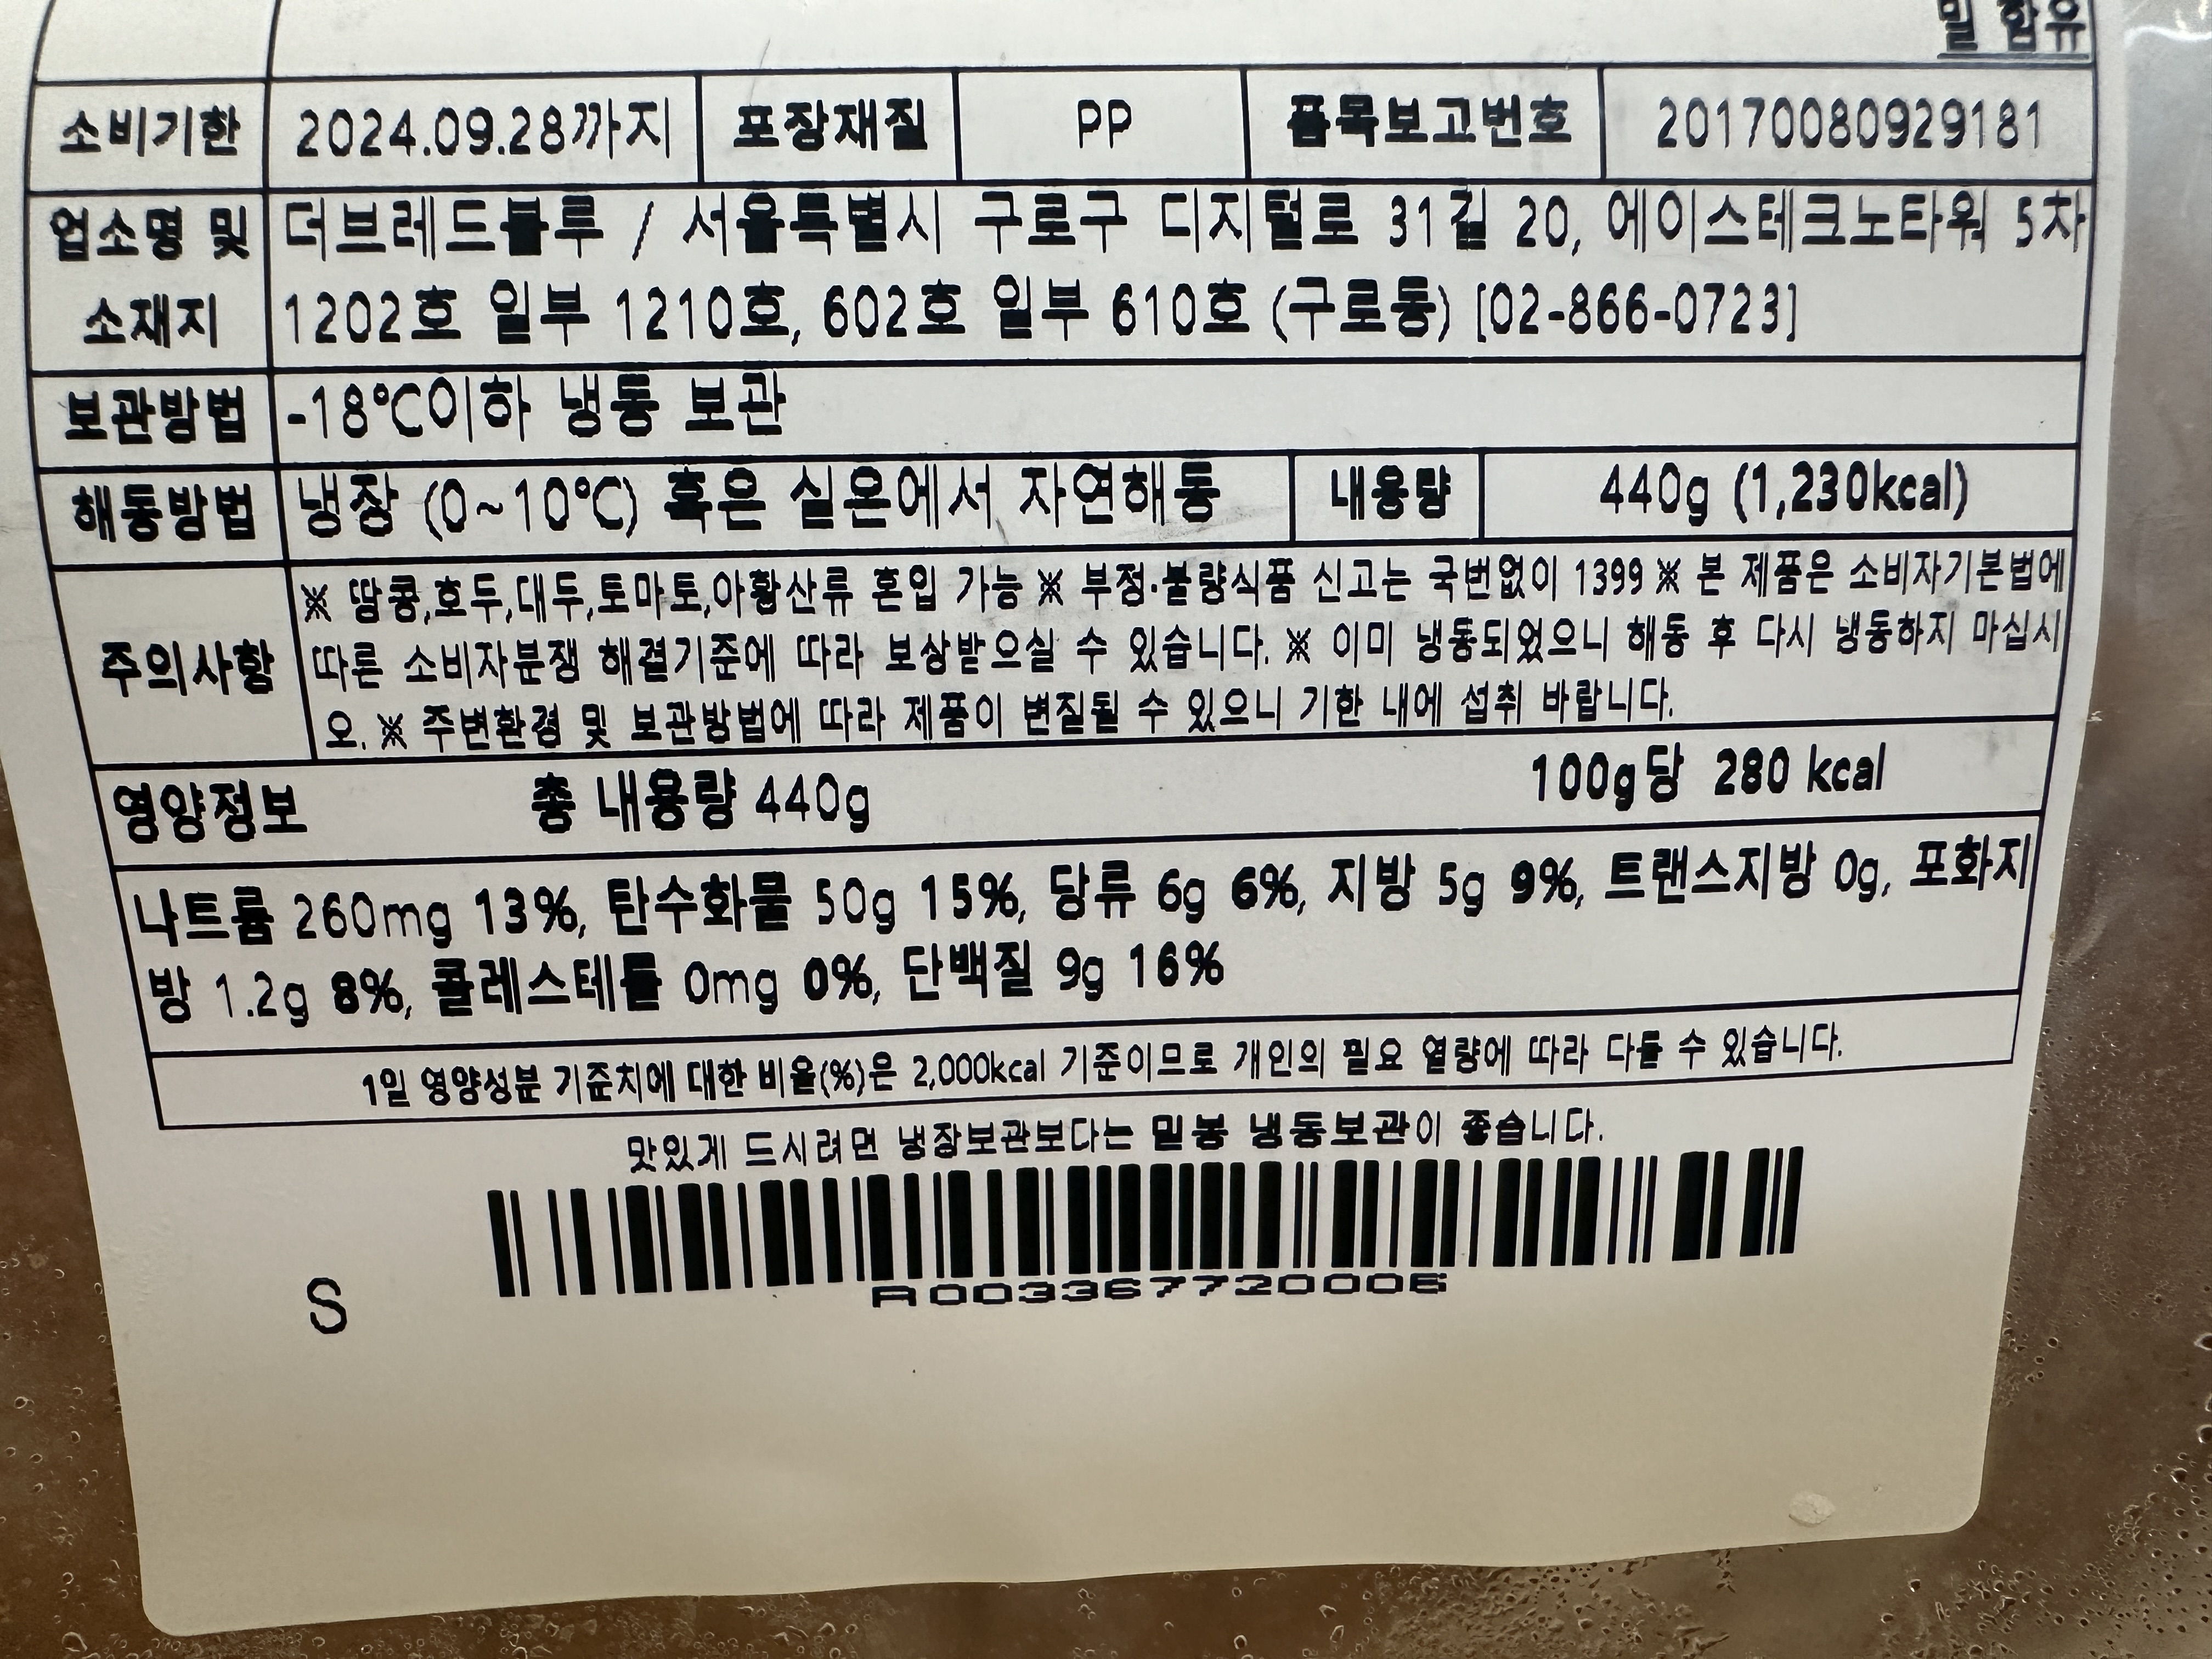 밀 함유
소비기한 2024.09.28까지 포장재질 PP 품목보고번호 20170080929181
업소명 및 더브레드블루 / 서울특별시 구로구 디지털로 31길 20, 에이스테크노타워 5차
소재지 1202호 일부 1210호, 602호 일부 610호 (구로동) [02-866-0723]
보관방법 -18℃이하 냉동 보관
해동방법 냉장 (0~10℃) 혹은 실온에서 자연해동 내용량 440g (1,230kcal)
※ 땅콩,호두,대두,토마토,아황산류 혼입 가능 ※ 부정·불량식품 신고는 국번없이 1399 ※ 본 제품은 소비자기본법에
주의사항 따른 소비자분쟁 해결기준에 따라 보상받으실 수 있습니다. ※ 이미 냉동되었으니 해동 후 다시 냉동하지 마십시
오. ※ 주변환경 및 보관방법에 따라 제품이 변질될 수 있으니 기한 내에 섭취 바랍니다.
영양정보 총 내용량 440g 100g당 280 kcal
나트륨 260mg 13%, 탄수화물 50g 15%, 당류 6g 6%, 지방 5g 9%, 트랜스지방 0g, 포화지
방 1.2g 8%, 콜레스테롤 0mg 0%, 단백질 9g 16%
1일 영양성분 기준치에 대한 비율(%)은 2,000kcal 기준이므로 개인의 필요 열량에 따라 다를 수 있습니다.
맛있게 드시려면 냉장보관보다는 밀봉 냉동보관이 좋습니다.
A003367720006
S